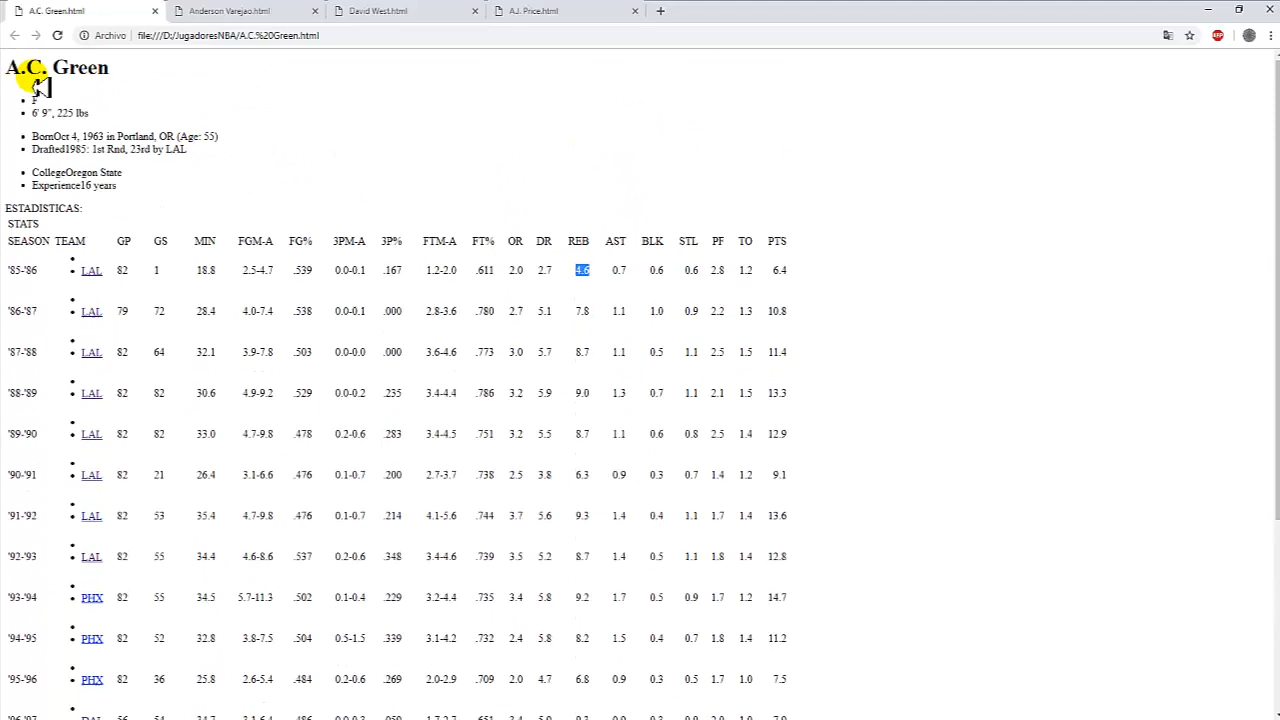 A.C. Green.html
Anderson Varejao.html
David West.html
A.J. Price.html
Archivo
file:///D:/JugadoresNBA/A.C.%20Green.html
ABP
A.C. Green
F
6' 9", 225 lbs
BornOct 4, 1963 in Portland, OR (Age: 55)
Drafted1985: 1st Rnd, 23rd by LAL
CollegeOregon State
Experience16 years
ESTADISTICAS:
STATS
SEASON TEAM GP GS MIN FGM-A FG% 3PM-A 3P% FTM-A FT% OR DR REB AST BLK STL PF TO PTS
'85-'86 LAL 82 1 18.8 2.5-4.7 .539 0.0-0.1 .167 1.2-2.0 .611 2.0 2.7 4.6 0.7 0.6 0.6 2.8 1.2 6.4
'86-'87 LAL 79 72 28.4 4.0-7.4 .538 0.0-0.1 .000 2.8-3.6 .780 2.7 5.1 7.8 1.1 1.0 0.9 2.2 1.3 10.8
'87-'88 LAL 82 64 32.1 3.9-7.8 .503 0.0-0.0 .000 3.6-4.6 .773 3.0 5.7 8.7 1.1 0.5 1.1 2.5 1.5 11.4
'88-'89 LAL 82 82 30.6 4.9-9.2 .529 0.0-0.2 .235 3.4-4.4 .786 3.2 5.9 9.0 1.3 0.7 1.1 2.1 1.5 13.3
'89-'90 LAL 82 82 33.0 4.7-9.8 .478 0.2-0.6 .283 3.4-4.5 .751 3.2 5.5 8.7 1.1 0.6 0.8 2.5 1.4 12.9
'90-'91 LAL 82 21 26.4 3.1-6.6 .476 0.1-0.7 .200 2.7-3.7 .738 2.5 3.8 6.3 0.9 0.3 0.7 1.4 1.2 9.1
'91-'92 LAL 82 53 35.4 4.7-9.8 .476 0.1-0.7 .214 4.1-5.6 .744 3.7 5.6 9.3 1.4 0.4 1.1 1.7 1.4 13.6
'92-'93 LAL 82 55 34.4 4.6-8.6 .537 0.2-0.6 .348 3.4-4.6 .739 3.5 5.2 8.7 1.4 0.5 1.1 1.8 1.4 12.8
'93-'94 PHX 82 55 34.5 5.7-11.3 .502 0.1-0.4 .229 3.2-4.4 .735 3.4 5.8 9.2 1.7 0.5 0.9 1.7 1.2 14.7
'94-'95 PHX 82 52 32.8 3.8-7.5 .504 0.5-1.5 .339 3.1-4.2 .732 2.4 5.8 8.2 1.5 0.4 0.7 1.8 1.4 11.2
'95-'96 PHX 82 36 25.8 2.6-5.4 .484 0.2-0.6 .269 2.0-2.9 .709 2.0 4.7 6.8 0.9 0.3 0.5 1.7 1.0 7.5